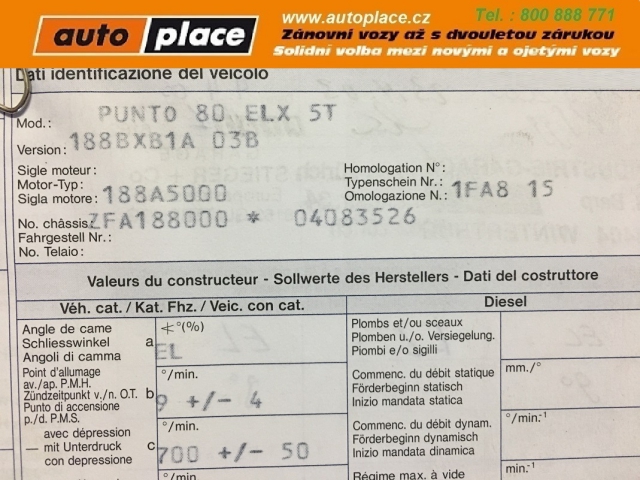 www.autoplace.cz
Tel. : 800 888 771
auto place
Zánovní vozy až s dvouletou zárukou
Solidní volba mezi novými a ojetými vozy
Dati identificazione del veicolo
Mod.: PUNTO 80 ELX 5T
Version: 188BXB1A 03B
Sigle moteur:
Motor-Typ:
Sigla motore: 188A5000
Homologation N°:
Typenschein Nr.: 1FA8 15
Omologazione N.:
No. châssis: ZFA188000 * 04083526
Fahrgestell Nr.:
No. Telaio:
Valeurs du constructeur - Sollwerte des Herstellers - Dati del costruttore
Véh. cat. / Kat. Fhz. / Veic. con cat.
Diesel
Angle de came
Schliesswinkel a
Angoli di camma
∢°(%)
EL
Point d'allumage
av./ap. P.M.H.
Zündzeitpunkt v./n. O.T. b
Punto di accensione
p./d. P.M.S.
°/min.
9 +/- 4
avec dépression
— mit Unterdruck c
con depressione
°/min.
700 +/- 50
°/min.
Plombs et/ou sceaux
Plomben u./o. Versiegelung.
Piombi e/o sigilli
Commenc. du débit statique
Förderbeginn statisch
Inizio mandata statica
mm./°
Commenc. du débit dynam.
Förderbeginn dynamisch
Inizio mandata dinamica
°/min.-¹
Régime max. à vide
min.-¹